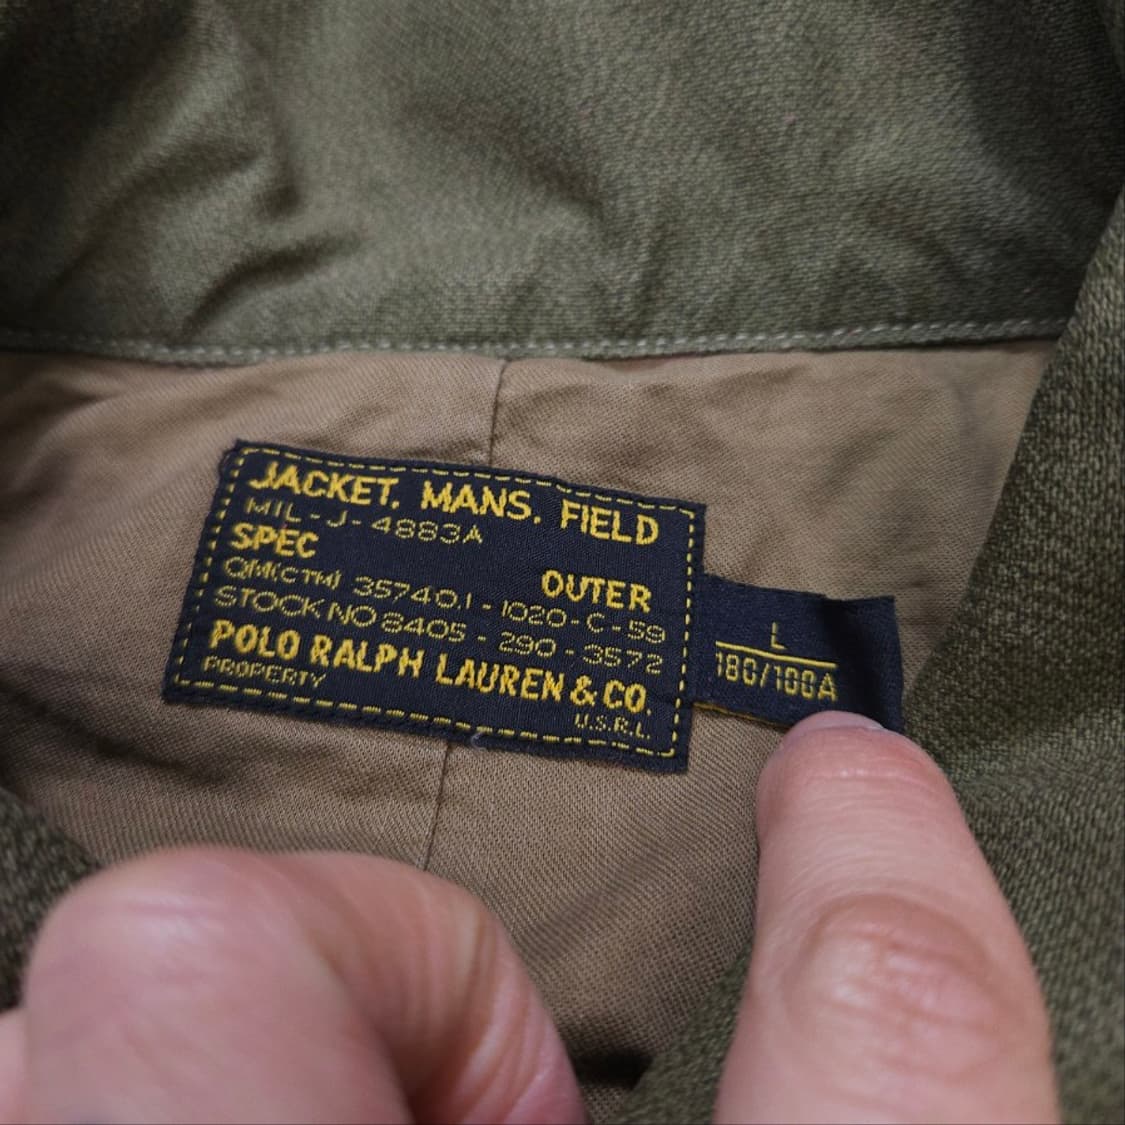 JACKET, MANS, FIELD
MIL-J-4883A
SPEC
OUTER
QM(CTM) 35740.1-1020-C-59
STOCK NO 8405-290-3572
POLO RALPH LAUREN & CO.
PROPERTY
U.S.R.L.
L
180/100A